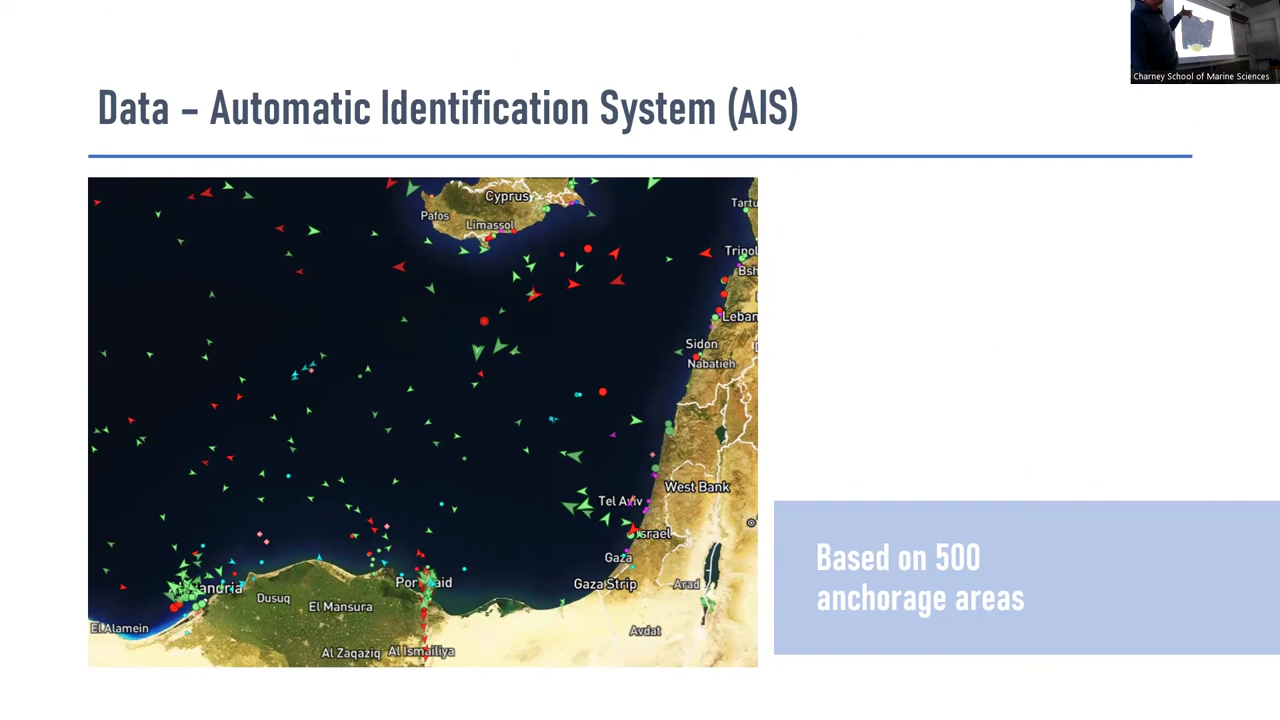 Charney School of Marine Sciences
Data – Automatic Identification System (AIS)
Cyprus
Pafos
Limassol
Tartu
Tripol
Bsh
Leban
Sidon
Nabatieh
West Bank
Tel Aviv
Israel
Gaza
Gaza Strip
Arad
Avdat
andria
Dusuq
El Mansura
El Alamein
Al Zaqaziq
Al Ismailiya
Port Said
Based on 500
anchorage areas